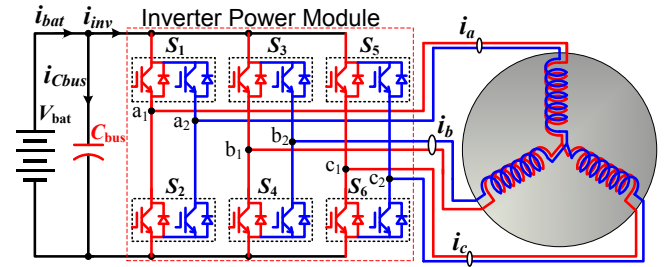 Inverter Power Module
i_bat
i_inv
i_Cbus
V_bat
C_bus
S_1
S_3
S_5
a_1
a_2
b_1
b_2
c_1
c_2
S_2
S_4
S_6
i_a
i_b
i_c